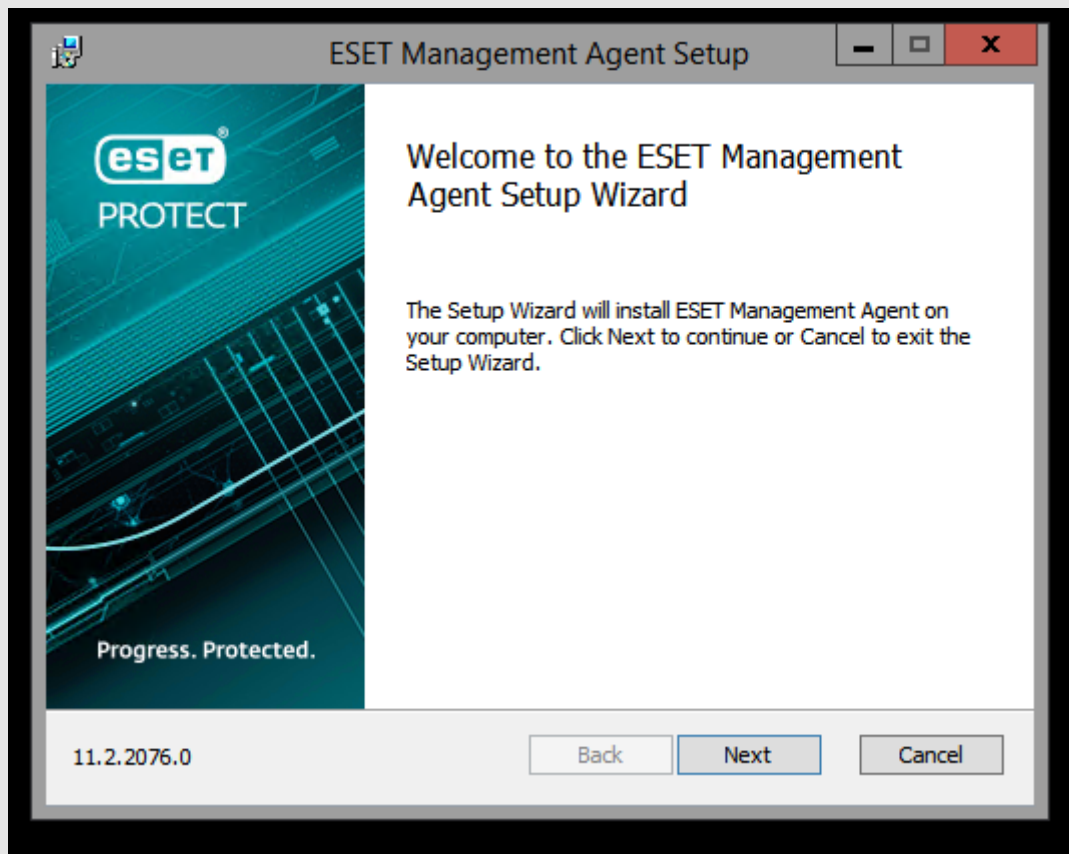 ESET Management Agent Setup
eset®
PROTECT
Welcome to the ESET Management
Agent Setup Wizard
The Setup Wizard will install ESET Management Agent on
your computer. Click Next to continue or Cancel to exit the
Setup Wizard.
Progress. Protected.
11.2.2076.0
Back
Next
Cancel